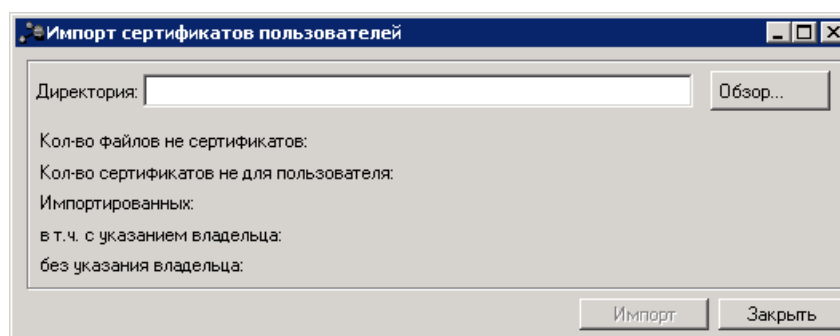 Импорт сертификатов пользователей
Директория: Обзор...
Кол-во файлов не сертификатов:
Кол-во сертификатов не для пользователя:
Импортированных:
в т.ч. с указанием владельца:
без указания владельца:
Импорт Закрыть